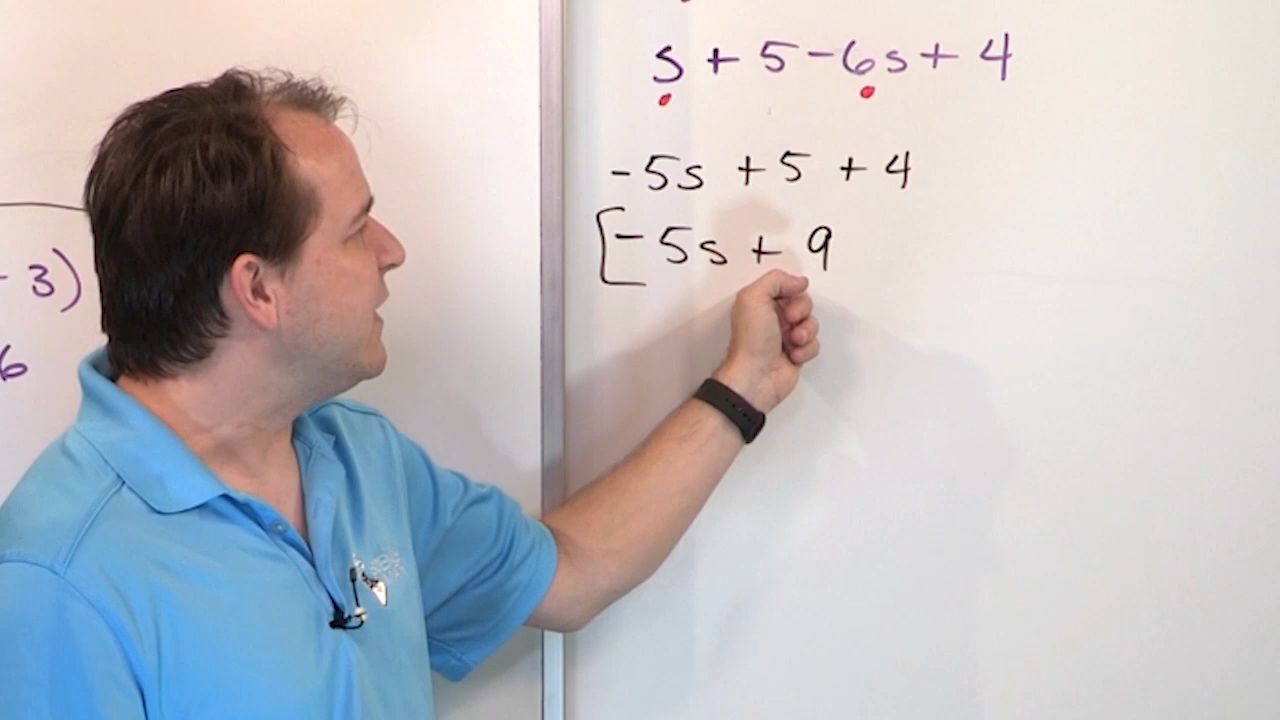 - 3)
6
s + 5 - 6s + 4
-5s + 5 + 4
[-5s + 9